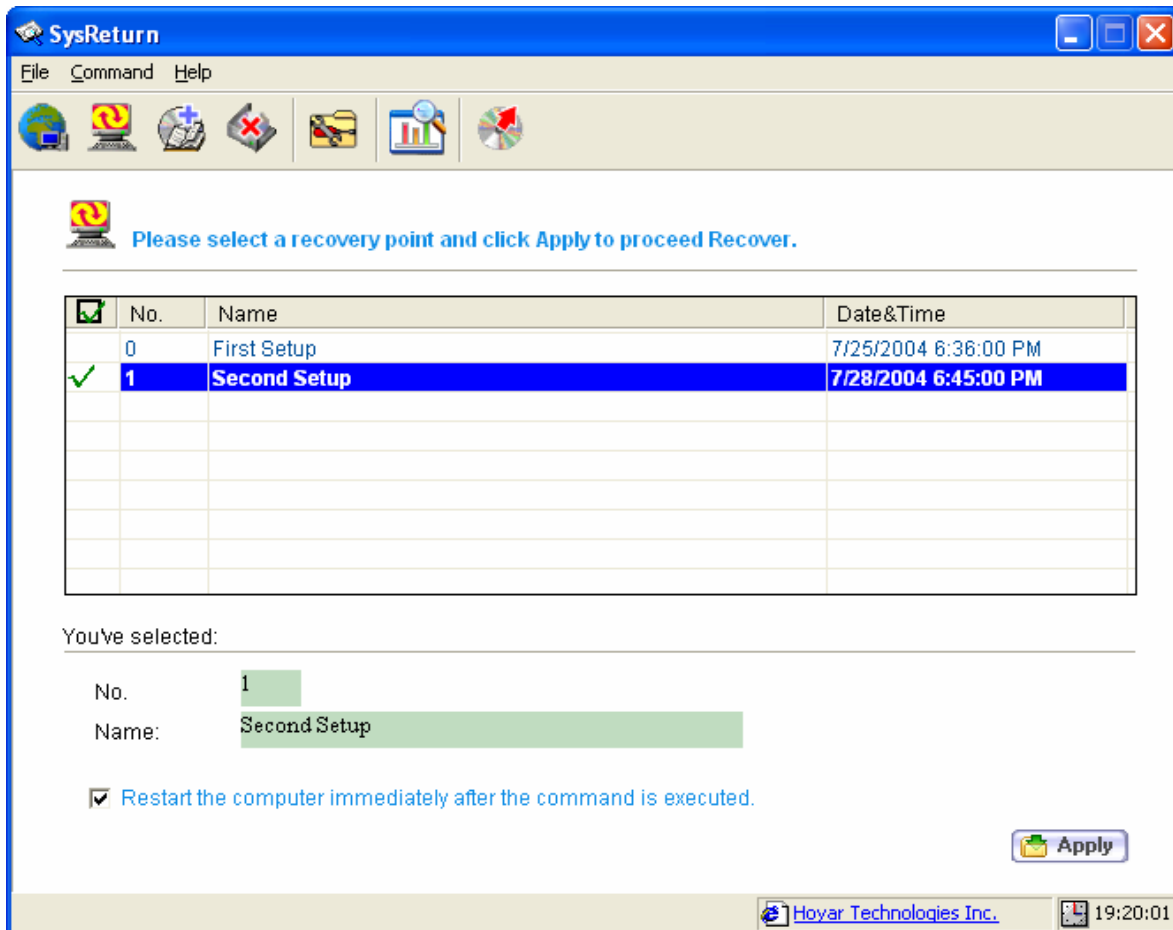 SysReturn
File Command Help
Please select a recovery point and click Apply to proceed Recover.
No. Name Date&Time
0 First Setup 7/25/2004 6:36:00 PM
1 Second Setup 7/28/2004 6:45:00 PM
You've selected:
No. 1
Name: Second Setup
Restart the computer immediately after the command is executed.
Apply
Hoyar Technologies Inc. 19:20:01